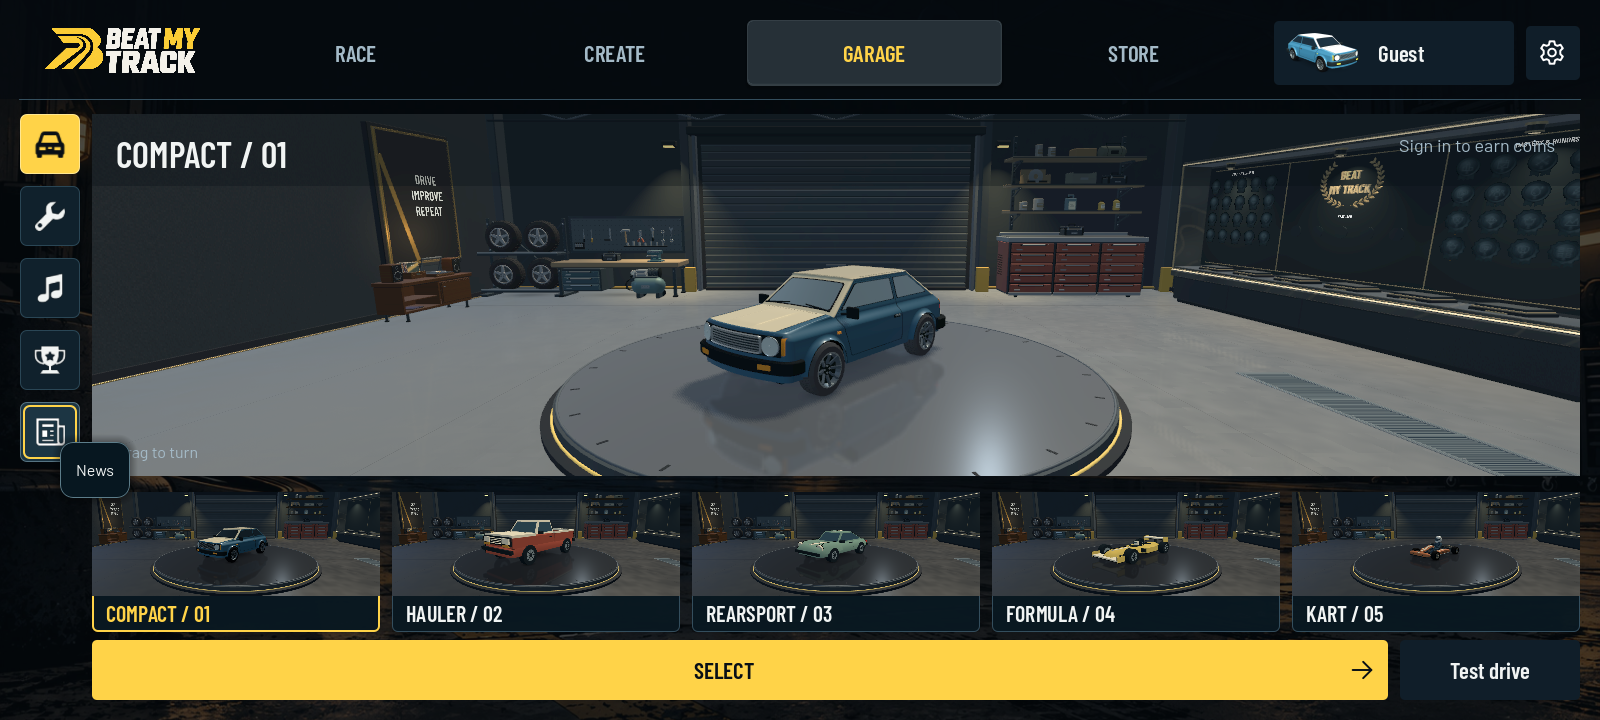 BEAT MY
TRACK
RACE
CREATE
GARAGE
STORE
Guest
COMPACT / 01
Sign in to earn coins
DRIVE
IMPROVE
REPEAT
BEAT
MY TRACK
ag to turn
News
COMPACT / 01
HAULER / 02
REARSPORT / 03
FORMULA / 04
KART / 05
SELECT
Test drive